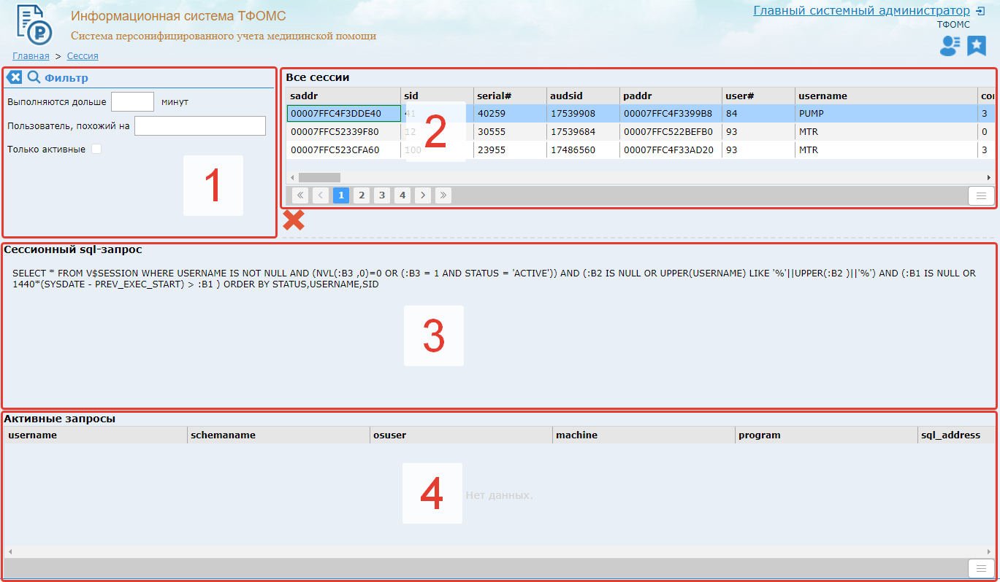 Информационная система ТФОМС
Система персонифицированного учета медицинской помощи
Главный системный администратор
ТФОМС
Главная > Сессия
Фильтр
Выполняются дольше минут
Пользователь, похожий на
Только активные
1
Все сессии
saddr sid serial# audsid paddr user# username
00007FFC4F3DDE40 41 40259 17539908 00007FFC4F3399B8 84 PUMP 3
00007FFC52339F80 12 30555 17539684 00007FFC522BEFB0 93 MTR 0
00007FFC523CFA60 100 23955 17486560 00007FFC4F33AD20 93 MTR 3
2
« ‹ 1 2 3 4 › »
Сессионный sql-запрос
SELECT * FROM V$SESSION WHERE USERNAME IS NOT NULL AND (NVL(:B3 ,0)=0 OR (:B3 = 1 AND STATUS = 'ACTIVE')) AND (:B2 IS NULL OR UPPER(USERNAME) LIKE '%'||UPPER(:B2 )||'%') AND (:B1 IS NULL OR
1440*(SYSDATE - PREV_EXEC_START) > :B1 ) ORDER BY STATUS,USERNAME,SID
3
Активные запросы
username schemaname osuser machine program sql_address
4
Нет данных.